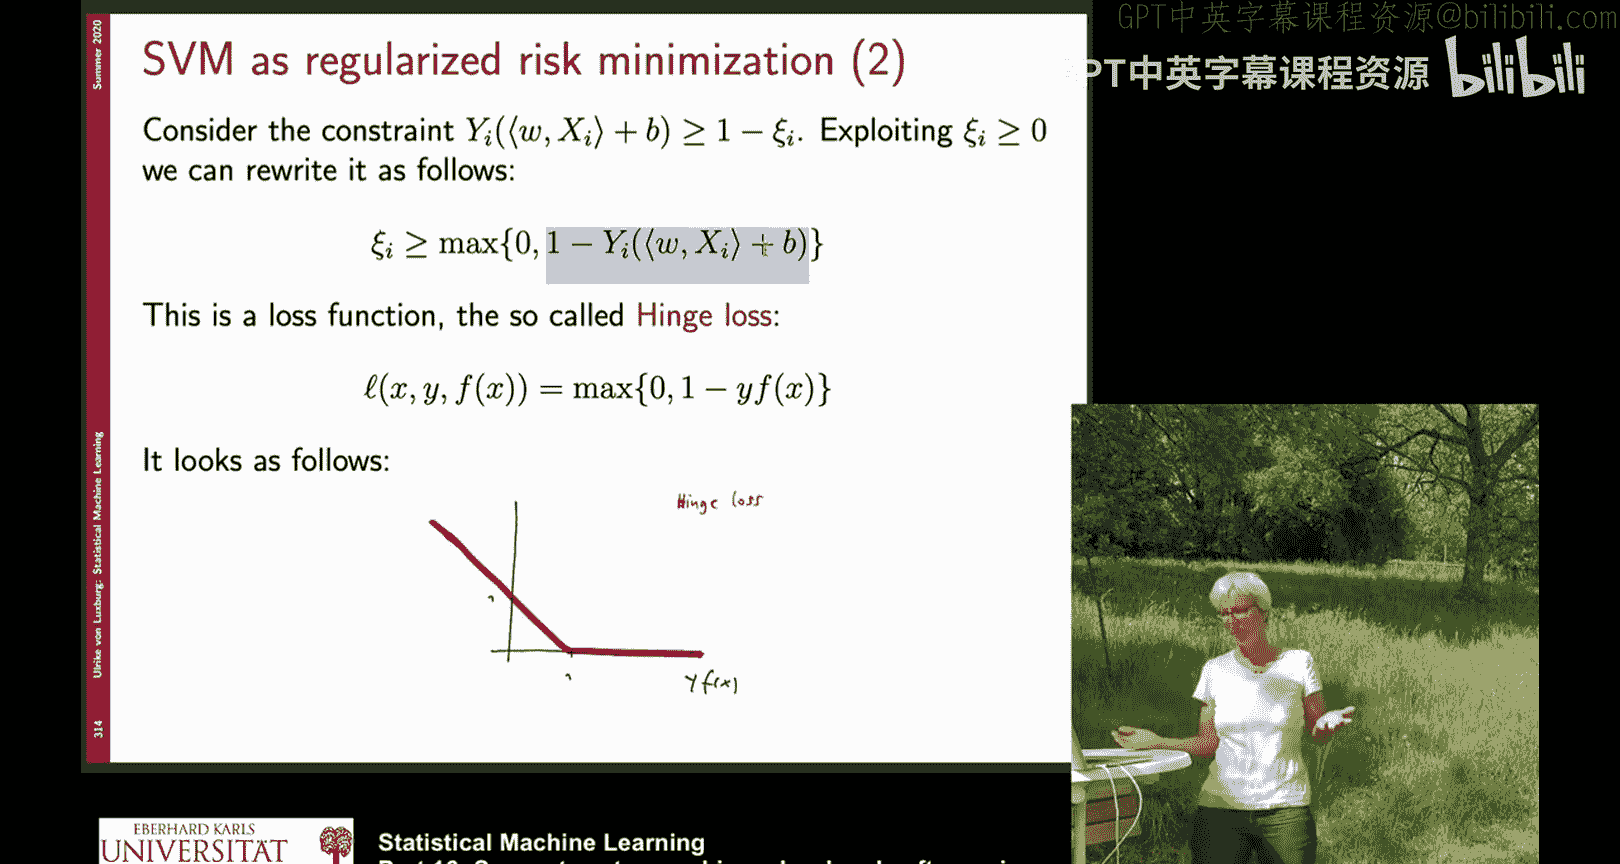 GPT中英字幕课程资源@bilibili.com
PT中英字幕课程资源 bilibili
Summer 2020
SVM as regularized risk minimization (2)
Consider the constraint Yᵢ(⟨w, Xᵢ⟩ + b) ≥ 1 − ξᵢ. Exploiting ξᵢ ≥ 0
we can rewrite it as follows:
ξᵢ ≥ max{0, 1 − Yᵢ(⟨w, Xᵢ⟩ + b)}
This is a loss function, the so called Hinge loss:
ℓ(x, y, f(x)) = max{0, 1 − yf(x)}
It looks as follows:
Hinge loss
Y f(x)
Ulrike von Luxburg: Statistical Machine Learning
314
EBERHARD KARLS
UNIVERSITÄT
Statistical Machine Learning